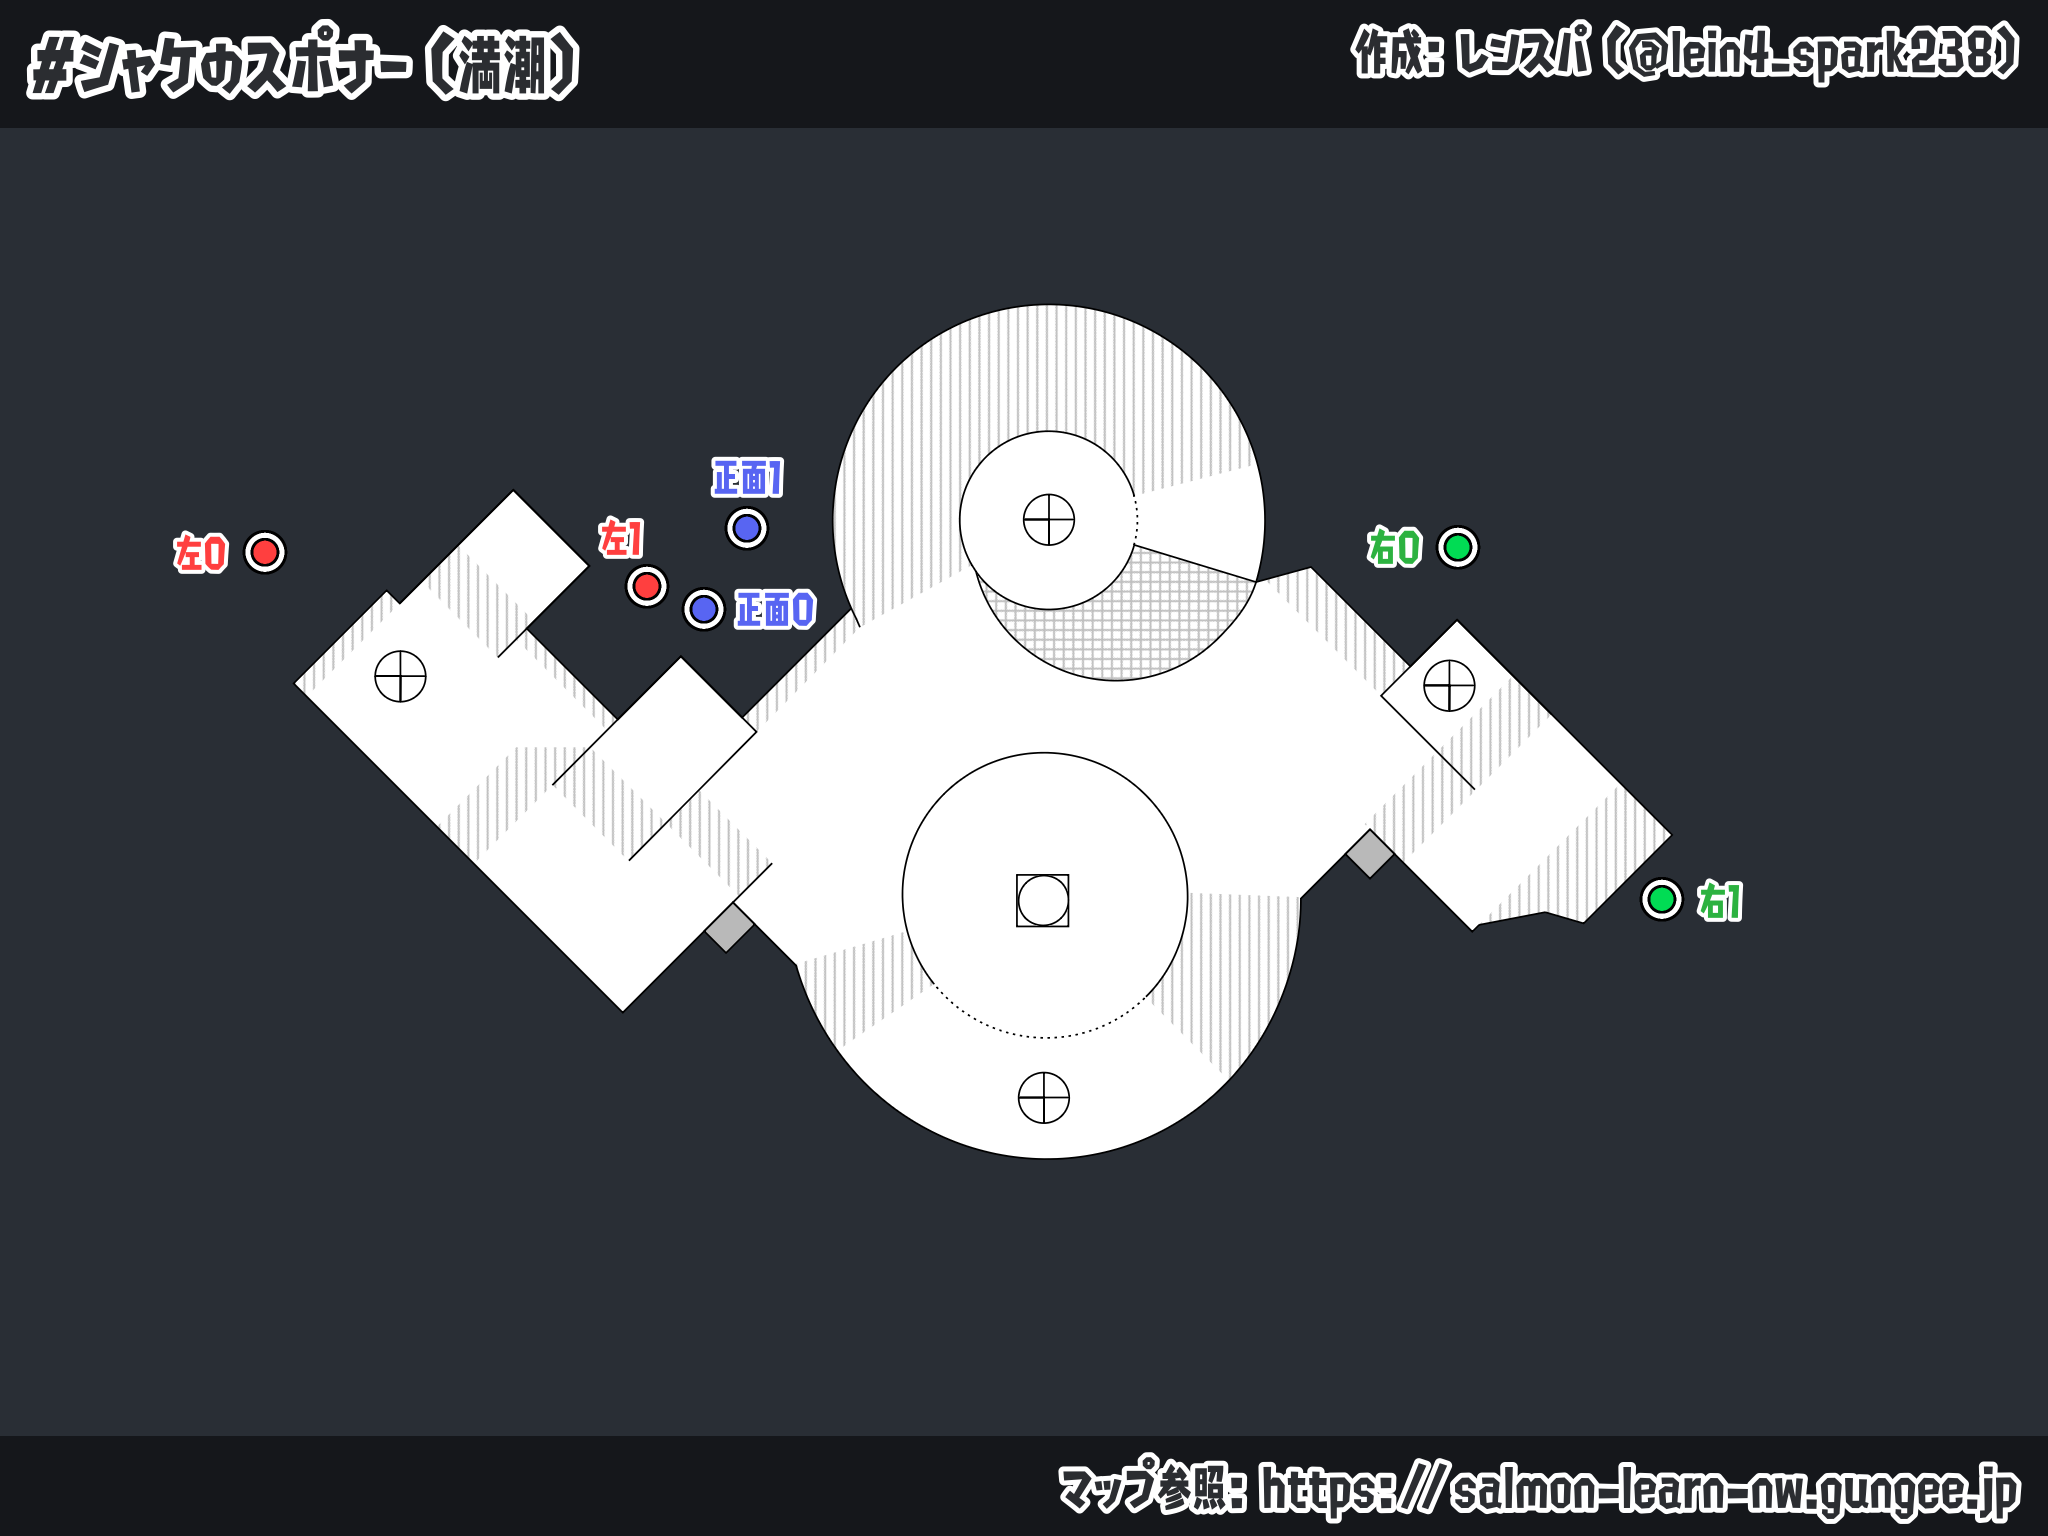 #シャケのスポナー（満潮）
作成: レンスパ（@lein4_spark238）
正面1
左1
左0
右0
正面0
右1
マップ参照: https://salmon-learn-nw.gungee.jp